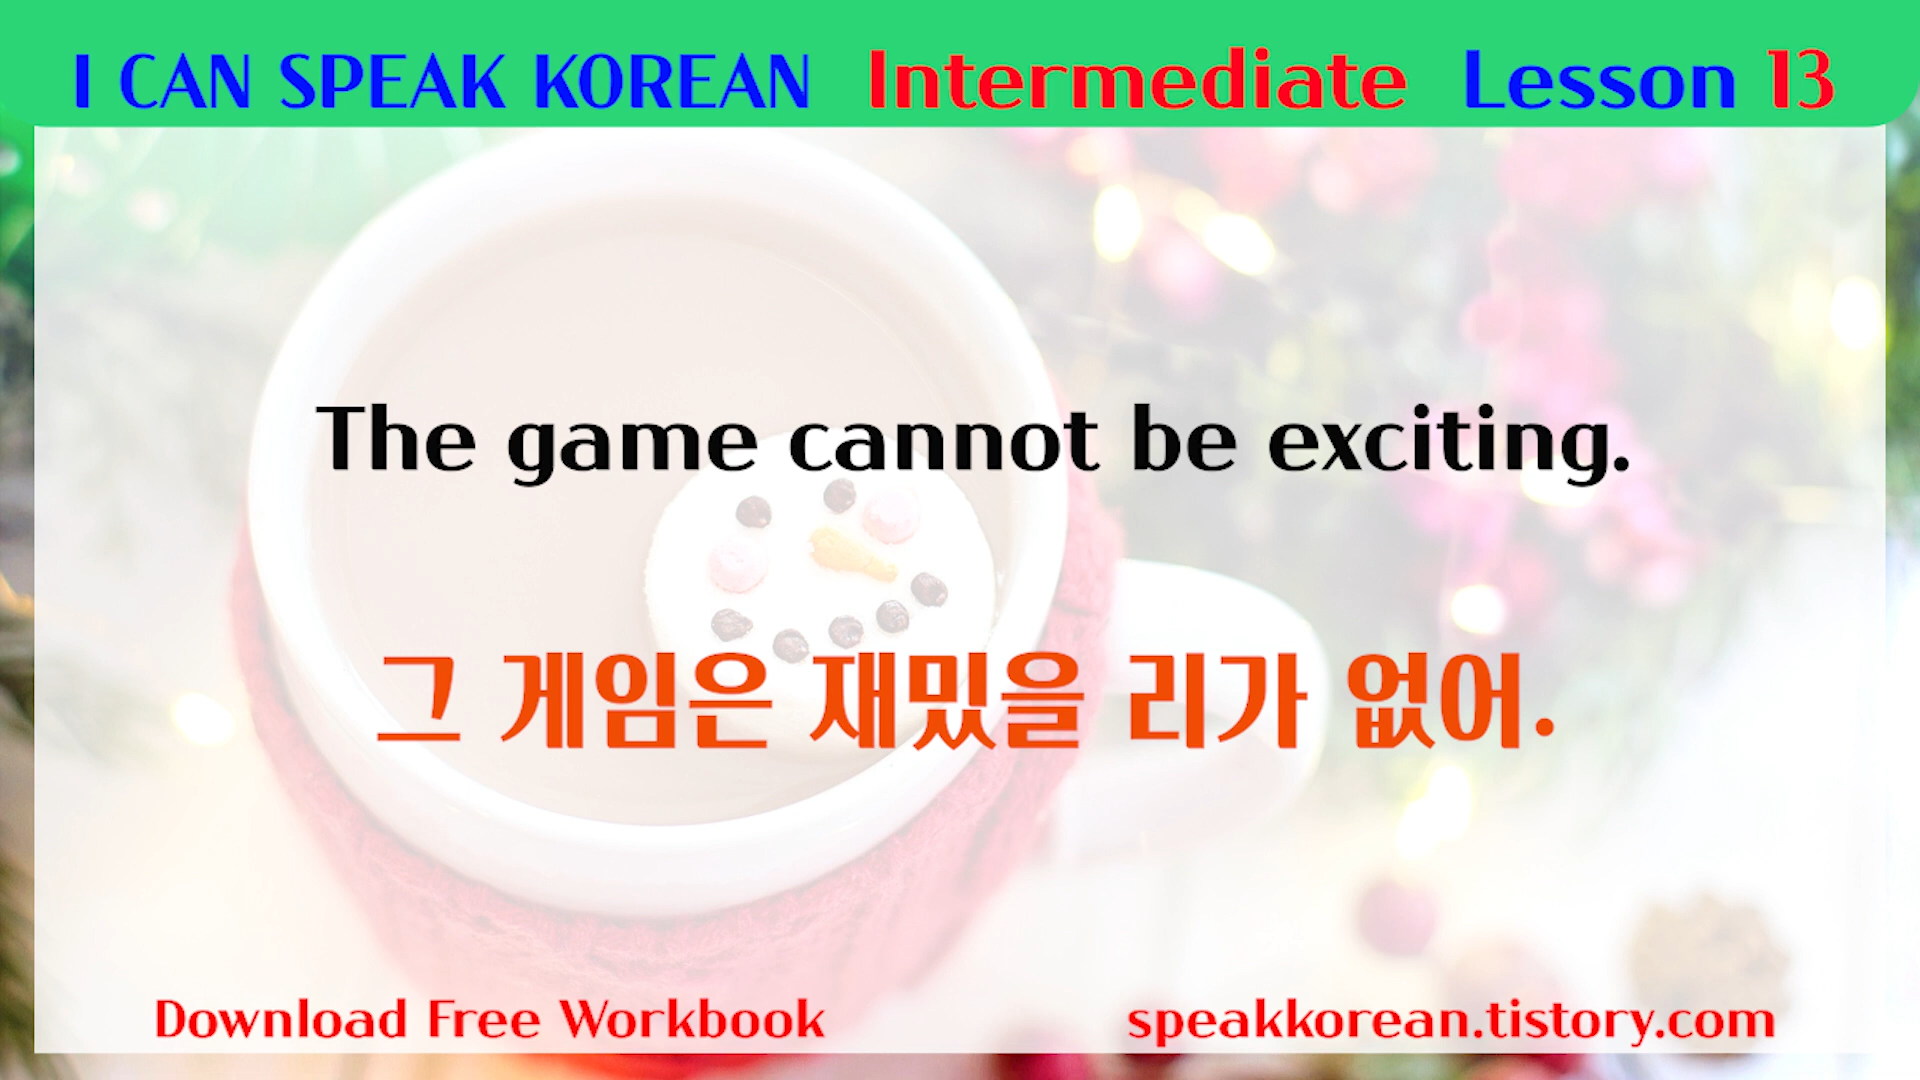 I CAN SPEAK KOREAN Intermediate Lesson 13
The game cannot be exciting.
그 게임은 재밌을 리가 없어.
Download Free Workbook speakkorean.tistory.com